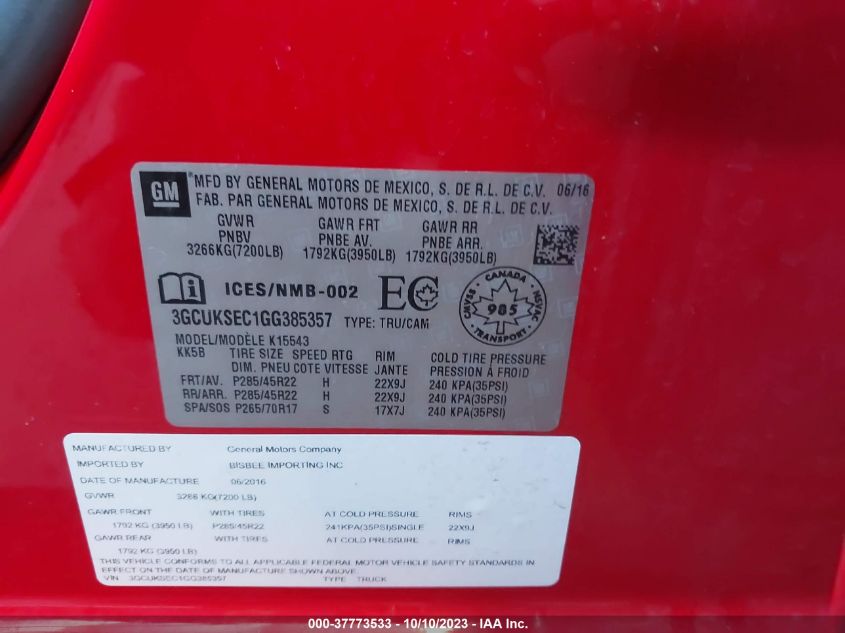 GM
MFD BY GENERAL MOTORS DE MEXICO, S. DE R.L. DE C.V. 06/16
FAB. PAR GENERAL MOTORS DE MEXICO, S. DE R.L. DE C.V.
GVWR GAWR FRT GAWR RR
PNBV PNBE AV. PNBE ARR.
3266KG(7200LB) 1792KG(3950LB) 1792KG(3950LB)
ICES/NMB-002 EC
CANADA
CMVSS 985 NSVAC
TRANSPORT
3GCUKSEC1GG385357 TYPE: TRU/CAM
MODEL/MODÈLE K15543
KK5B TIRE SIZE SPEED RTG RIM COLD TIRE PRESSURE
DIM. PNEU COTE VITESSE JANTE PRESSION À FROID
FRT/AV. P285/45R22 H 22X9J 240 KPA(35PSI)
RR/ARR. P285/45R22 H 22X9J 240 KPA(35PSI)
SPA/SOS P265/70R17 S 17X7J 240 KPA(35PSI)
MANUFACTURED BY General Motors Company
IMPORTED BY BISBEE IMPORTING INC
DATE OF MANUFACTURE 06/2016
GVWR 3266 KG(7200 LB)
GAWR FRONT WITH TIRES AT COLD PRESSURE RIMS
1792 KG (3950 LB) P285/45R22 241KPA(35PSI)SINGLE 22X9J
GAWR REAR WITH TIRES AT COLD PRESSURE RIMS
1792 KG (3950 LB)
THIS VEHICLE CONFORMS TO ALL APPLICABLE FEDERAL MOTOR VEHICLE SAFETY STANDARDS IN
EFFECT ON THE DATE OF MANUFACTURE SHOWN ABOVE.
VIN 3GCUKSEC1GG385357 TYPE TRUCK
000-37773533 - 10/10/2023 - IAA Inc.